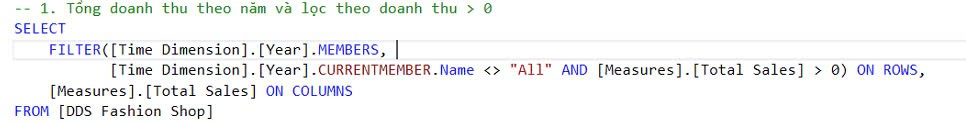 -- 1. Tổng doanh thu theo năm và lọc theo doanh thu > 0
SELECT
    FILTER([Time Dimension].[Year].MEMBERS,
           [Time Dimension].[Year].CURRENTMEMBER.Name <> "All" AND [Measures].[Total Sales] > 0) ON ROWS,
    [Measures].[Total Sales] ON COLUMNS
FROM [DDS Fashion Shop]